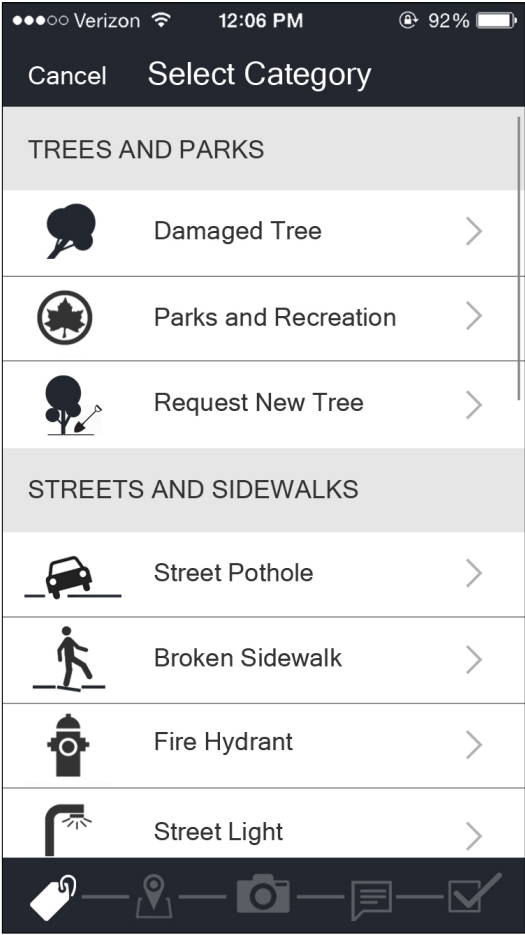 ●●●○○ Verizon 12:06 PM 92%
Cancel Select Category
TREES AND PARKS
Damaged Tree
Parks and Recreation
Request New Tree
STREETS AND SIDEWALKS
Street Pothole
Broken Sidewalk
Fire Hydrant
Street Light